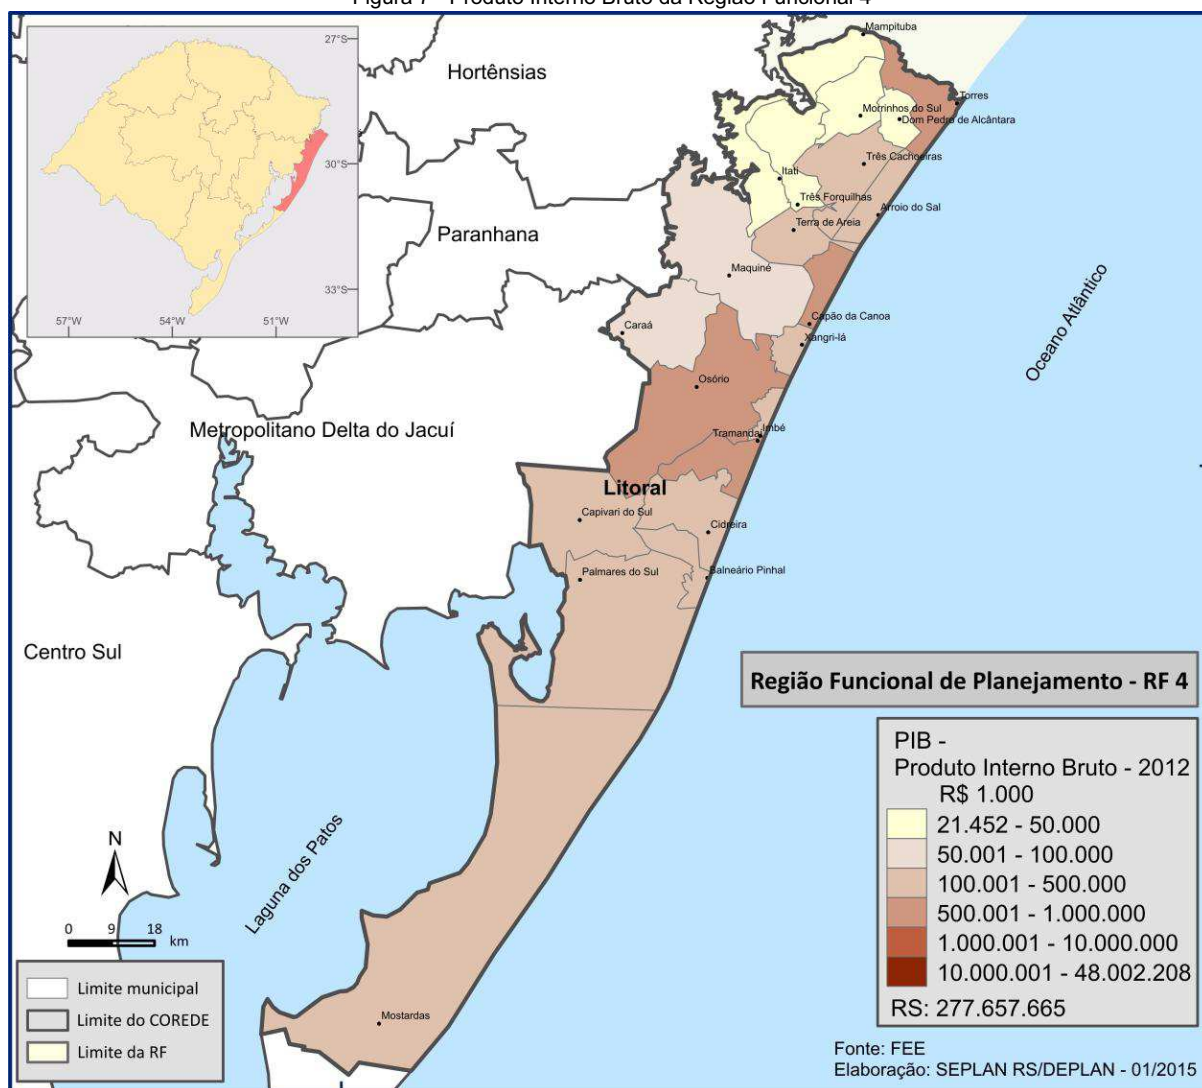 Figura 7 - Produto Interno Bruto da Região Funcional 4
27°S
30°S
33°S
57°W
54°W
51°W
Hortênsias
Paranhana
Metropolitano Delta do Jacuí
Centro Sul
Litoral
Mampituba
Torres
Morrinhos do Sul
Dom Pedro de Alcântara
Três Cachoeiras
Itati
Três Forquilhas
Arroio do Sal
Terra de Areia
Maquiné
Capão da Canoa
Caraá
Xangri-lá
Osório
Imbé
Tramandaí
Capivari do Sul
Cidreira
Palmares do Sul
Balneário Pinhal
Mostardas
Oceano Atlântico
Laguna dos Patos
N
0 9 18
km
Limite municipal
Limite do COREDE
Limite da RF
Região Funcional de Planejamento - RF 4
PIB -
Produto Interno Bruto - 2012
R$ 1.000
21.452 - 50.000
50.001 - 100.000
100.001 - 500.000
500.001 - 1.000.000
1.000.001 - 10.000.000
10.000.001 - 48.002.208
RS: 277.657.665
Fonte: FEE
Elaboração: SEPLAN RS/DEPLAN - 01/2015